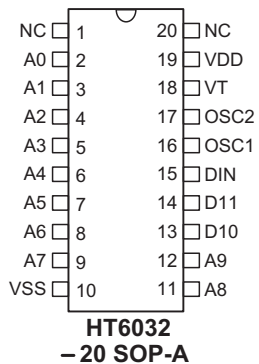 NC 1 20 NC
A0 2 19 VDD
A1 3 18 VT
A2 4 17 OSC2
A3 5 16 OSC1
A4 6 15 DIN
A5 7 14 D11
A6 8 13 D10
A7 9 12 A9
VSS 10 11 A8
HT6032
– 20 SOP-A